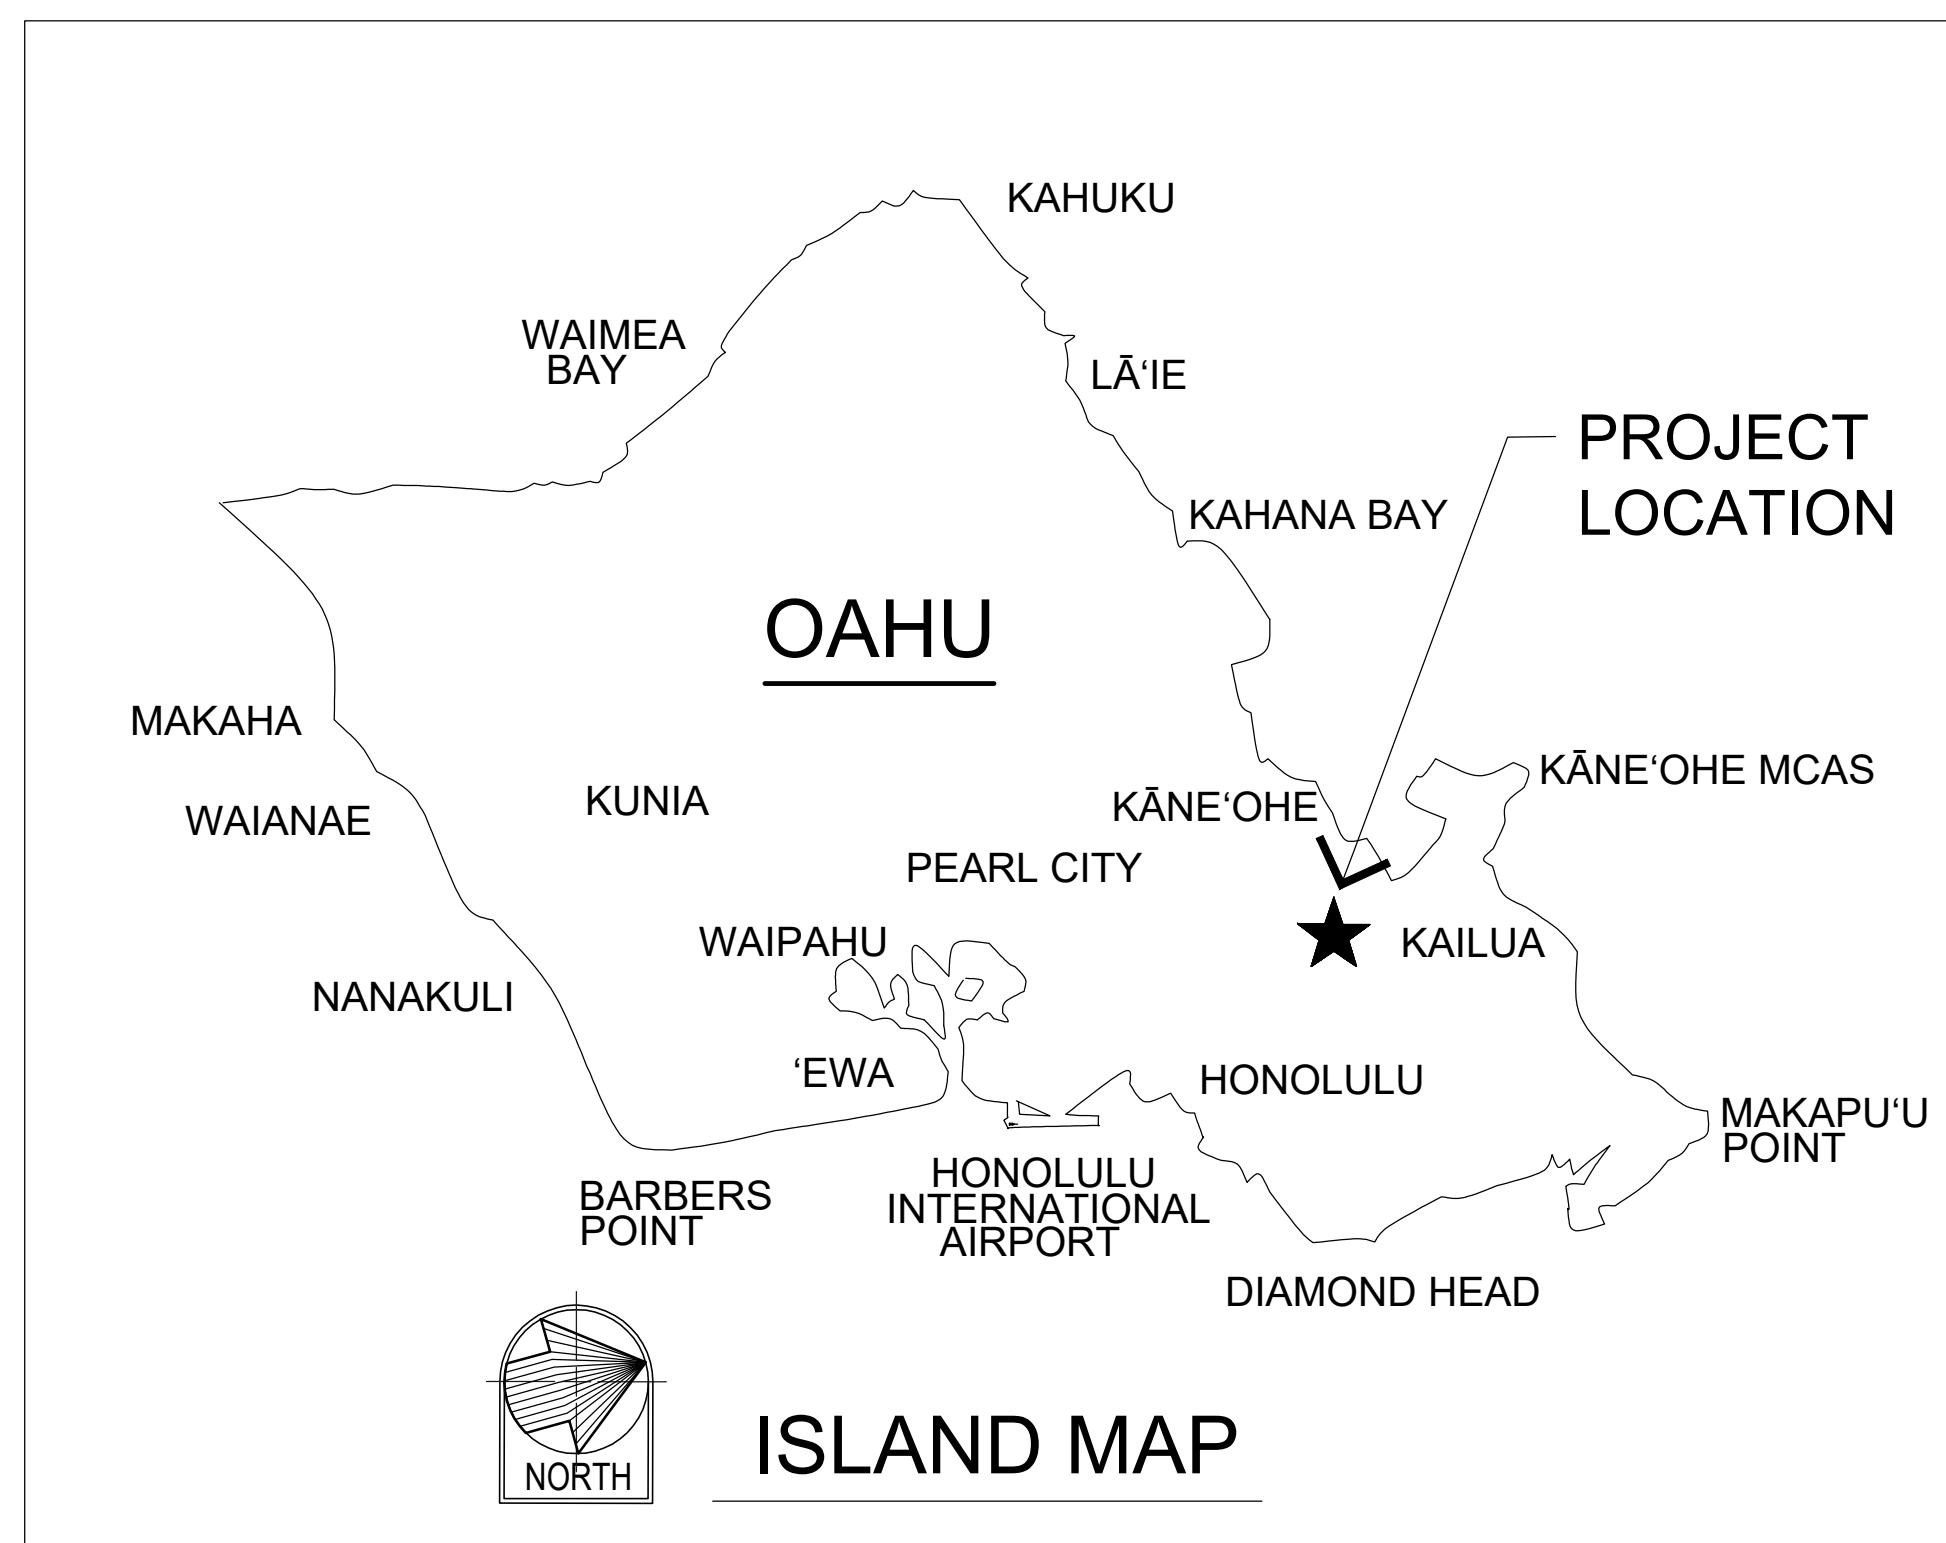 KAHUKU
WAIMEA
BAY
LĀ‘IE
PROJECT
LOCATION
KAHANA BAY
OAHU
MAKAHA
KĀNE‘OHE MCAS
KUNIA
KĀNE‘OHE
WAIANAE
PEARL CITY
WAIPAHU
KAILUA
NANAKULI
‘EWA
HONOLULU
MAKAPU‘U
POINT
HONOLULU
INTERNATIONAL
AIRPORT
BARBERS
POINT
DIAMOND HEAD
NORTH
ISLAND MAP